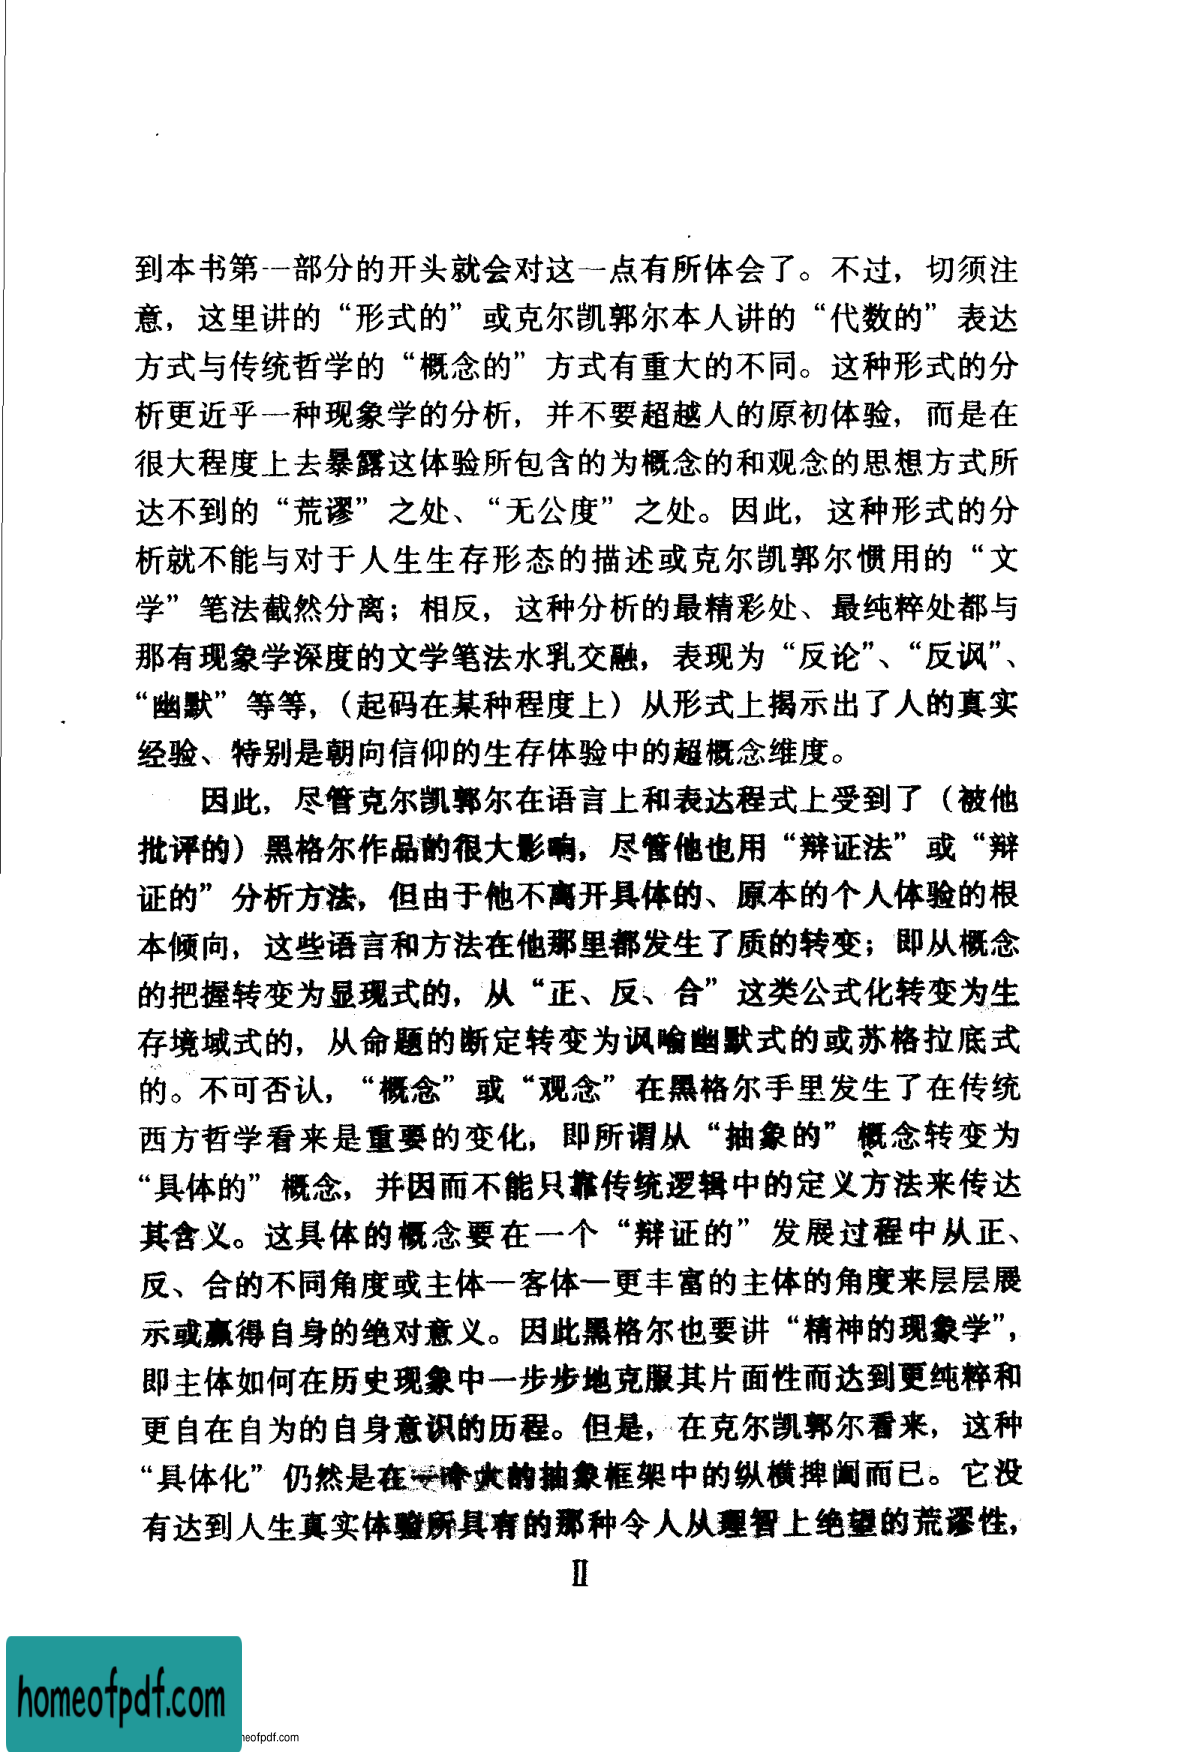 到本书第一部分的开头就会对这一点有所体会了。不过，切须注
意，这里讲的“形式的”或克尔凯郭尔本人讲的“代数的”表达
方式与传统哲学的“概念的”方式有重大的不同。这种形式的分
析更近乎一种现象学的分析，并不要超越人的原初体验，而是在
很大程度上去暴露这体验所包含的为概念的和观念的思想方式所
达不到的“荒谬”之处、“无公度”之处。因此，这种形式的分
析就不能与对于人生生存形态的描述或克尔凯郭尔惯用的“文
学”笔法截然分离；相反，这种分析的最精彩处、最纯粹处都与
那有现象学深度的文学笔法水乳交融，表现为“反论”、“反讽”、
“幽默”等等，（起码在某种程度上）从形式上揭示出了人的真实
经验、特别是朝向信仰的生存体验中的超概念维度。
因此，尽管克尔凯郭尔在语言上和表达程式上受到了（被他
批评的）黑格尔作品的很大影响，尽管他也用“辩证法”或“辩
证的”分析方法，但由于他不离开具体的、原本的个人体验的根
本倾向，这些语言和方法在他那里都发生了质的转变；即从概念
的把握转变为显现式的，从“正、反、合”这类公式化转变为生
存境域式的，从命题的断定转变为讽喻幽默式的或苏格拉底式
的。不可否认，“概念”或“观念”在黑格尔手里发生了在传统
西方哲学看来是重要的变化，即所谓从“抽象的”概念转变为
“具体的”概念，并因而不能只靠传统逻辑中的定义方法来传达
其含义。这具体的概念要在一个“辩证的”发展过程中从正、
反、合的不同角度或主体—客体—更丰富的主体的角度来层层展
示或赢得自身的绝对意义。因此黑格尔也要讲“精神的现象学”，
即主体如何在历史现象中一步步地克服其片面性而达到更纯粹和
更自在自为的自身意识的历程。但是，在克尔凯郭尔看来，这种
“具体化”仍然是在一个大的抽象框架中的纵横捭阖而已。它没
有达到人生真实体验所具有的那种令人从理智上绝望的荒谬性，
II
homeofpdf.com
neofpdf.com